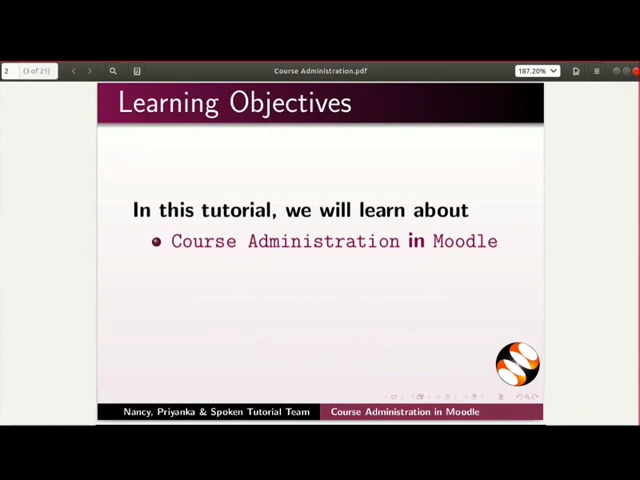 2 (3 of 21) Course Administration.pdf 187.20%
Learning Objectives
In this tutorial, we will learn about
Course Administration in Moodle
Nancy, Priyanka & Spoken Tutorial Team Course Administration in Moodle